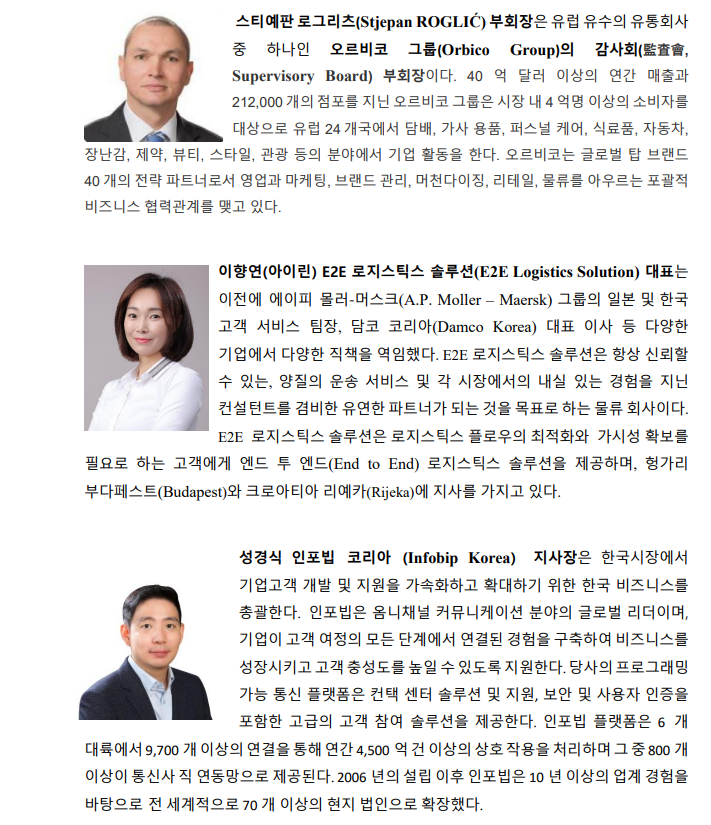 스티예판 로그리츠(Stjepan ROGLIĆ) 부회장은 유럽 유수의 유통회사
중 하나인 오르비코 그룹(Orbico Group)의 감사회(監査會,
Supervisory Board) 부회장이다. 40 억 달러 이상의 연간 매출과
212,000 개의 점포를 지닌 오르비코 그룹은 시장 내 4 억명 이상의 소비자를
대상으로 유럽 24 개국에서 담배, 가사 용품, 퍼스널 케어, 식료품, 자동차,
장난감, 제약, 뷰티, 스타일, 관광 등의 분야에서 기업 활동을 한다. 오르비코는 글로벌 탑 브랜드
40 개의 전략 파트너로서 영업과 마케팅, 브랜드 관리, 머천다이징, 리테일, 물류를 아우르는 포괄적
비즈니스 협력관계를 맺고 있다.
이향연(아이린) E2E 로지스틱스 솔루션(E2E Logistics Solution) 대표는
이전에 에이피 몰러-머스크(A.P. Moller – Maersk) 그룹의 일본 및 한국
고객 서비스 팀장, 담코 코리아(Damco Korea) 대표 이사 등 다양한
기업에서 다양한 직책을 역임했다. E2E 로지스틱스 솔루션은 항상 신뢰할
수 있는, 양질의 운송 서비스 및 각 시장에서의 내실 있는 경험을 지닌
컨설턴트를 겸비한 유연한 파트너가 되는 것을 목표로 하는 물류 회사이다.
E2E 로지스틱스 솔루션은 로지스틱스 플로우의 최적화와 가시성 확보를
필요로 하는 고객에게 엔드 투 엔드(End to End) 로지스틱스 솔루션을 제공하며, 헝가리
부다페스트(Budapest)와 크로아티아 리예카(Rijeka)에 지사를 가지고 있다.
성경식 인포빕 코리아 (Infobip Korea) 지사장은 한국시장에서
기업고객 개발 및 지원을 가속화하고 확대하기 위한 한국 비즈니스를
총괄한다. 인포빕은 옴니채널 커뮤니케이션 분야의 글로벌 리더이며,
기업이 고객 여정의 모든 단계에서 연결된 경험을 구축하여 비즈니스를
성장시키고 고객 충성도를 높일 수 있도록 지원한다. 당사의 프로그래밍
가능 통신 플랫폼은 컨택 센터 솔루션 및 지원, 보안 및 사용자 인증을
포함한 고급의 고객 참여 솔루션을 제공한다. 인포빕 플랫폼은 6 개
대륙에서 9,700 개 이상의 연결을 통해 연간 4,500 억 건 이상의 상호 작용을 처리하며 그 중 800 개
이상이 통신사 직 연동망으로 제공된다. 2006 년의 설립 이후 인포빕은 10 년 이상의 업계 경험을
바탕으로 전 세계적으로 70 개 이상의 현지 법인으로 확장했다.